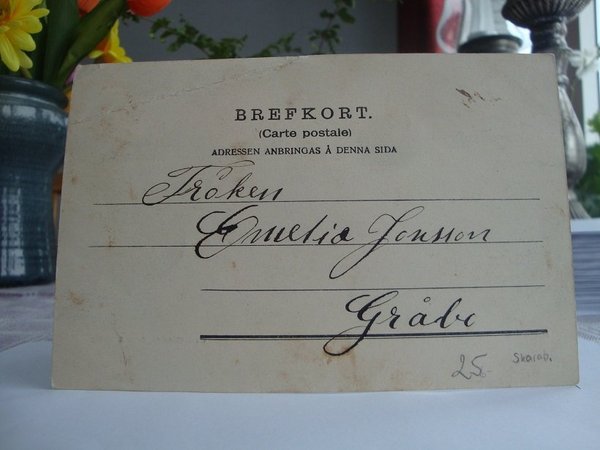 BREFKORT.
(Carte postale)
ADRESSEN ANBRINGAS Å DENNA SIDA
Fröken
Emelia Jonsson
Gråbo
25:-
Skarab.